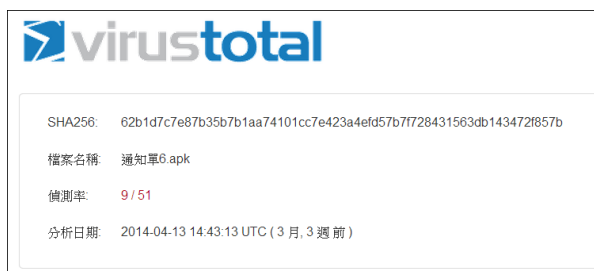 virustotal
SHA256: 62b1d7c7e87b35b7b1aa74101cc7e423a4efd57b7f728431563db143472f857b
檔案名稱: 通知單6.apk
偵測率: 9 / 51
分析日期: 2014-04-13 14:43:13 UTC ( 3 月, 3 週 前 )